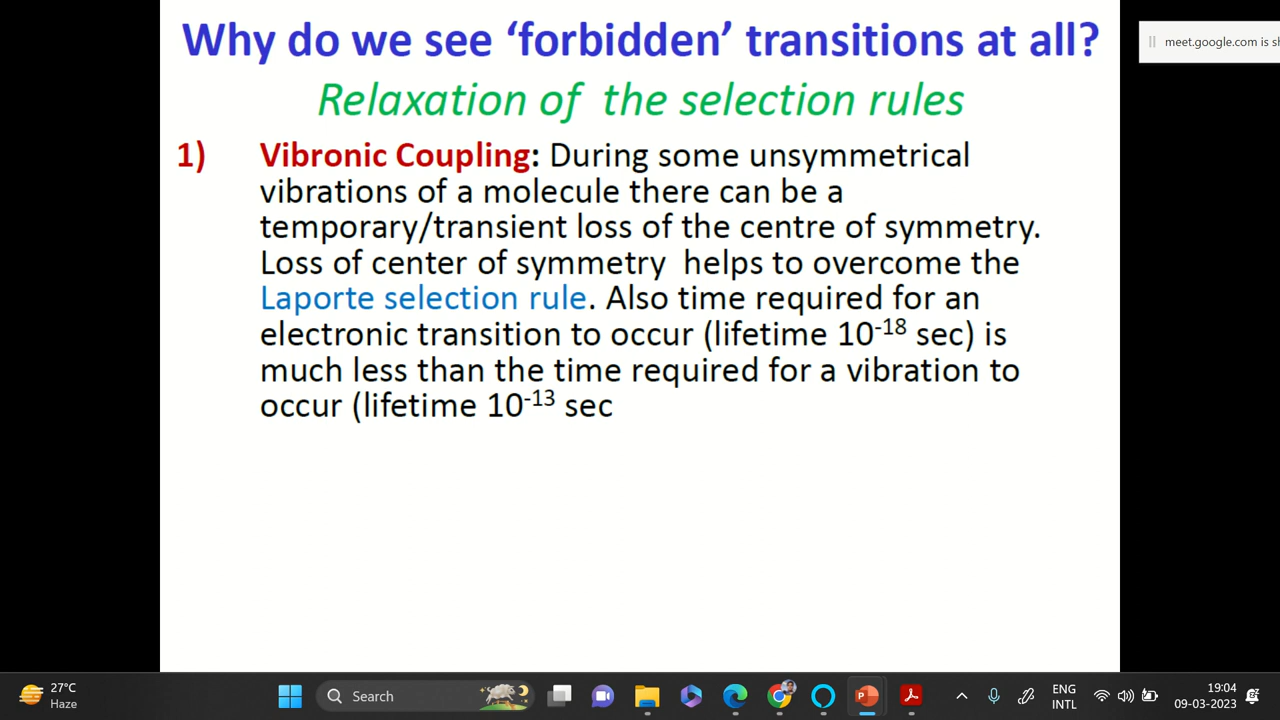 Why do we see ‘forbidden’ transitions at all?
meet.google.com is sh
Relaxation of the selection rules
1) Vibronic Coupling: During some unsymmetrical
vibrations of a molecule there can be a
temporary/transient loss of the centre of symmetry.
Loss of center of symmetry helps to overcome the
Laporte selection rule. Also time required for an
electronic transition to occur (lifetime 10⁻¹⁸ sec) is
much less than the time required for a vibration to
occur (lifetime 10⁻¹³ sec
27°C
Haze
Search
ENG
INTL
19:04
09-03-2023